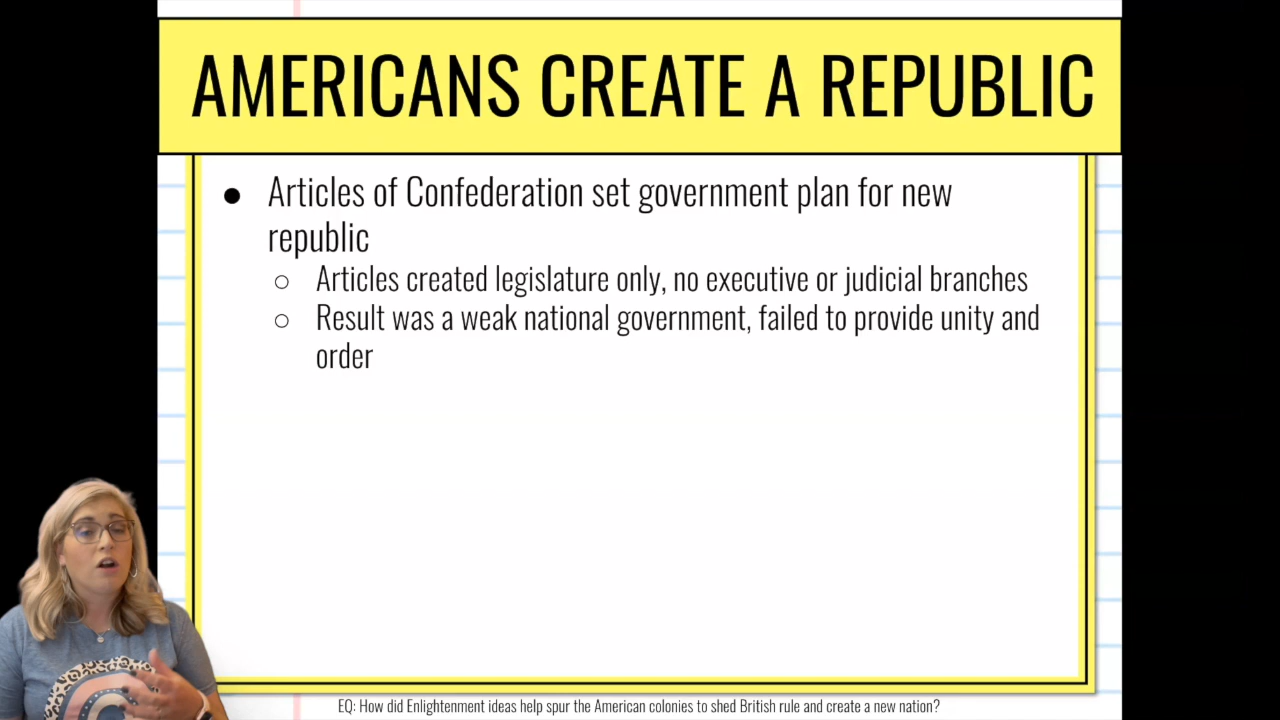 AMERICANS CREATE A REPUBLIC
● Articles of Confederation set government plan for new
republic
○ Articles created legislature only, no executive or judicial branches
○ Result was a weak national government, failed to provide unity and
order
EQ: How did Enlightenment ideas help spur the American colonies to shed British rule and create a new nation?